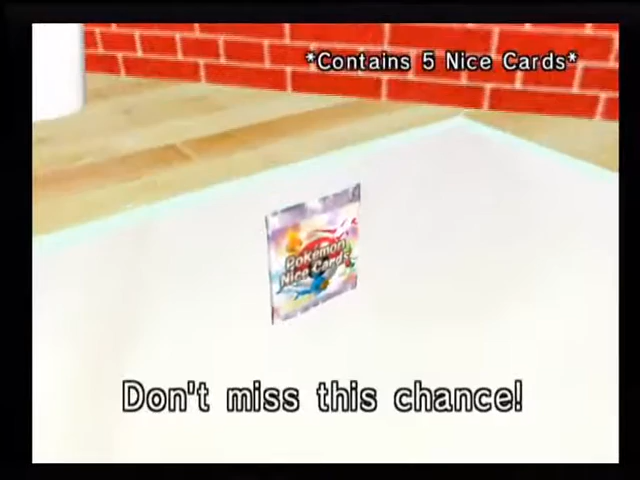 *Contains 5 Nice Cards*
Pokémon
Nice Cards
Don't miss this chance!